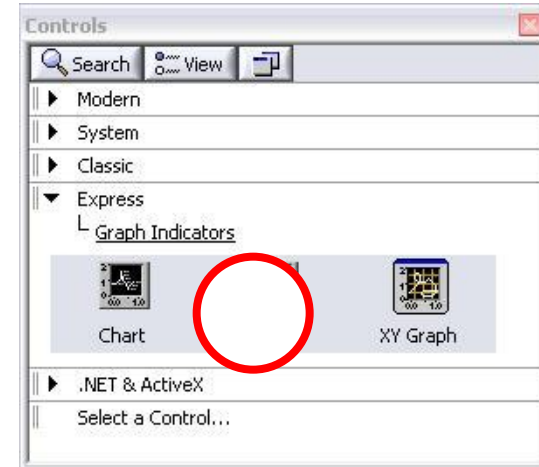 Controls
Search View
Modern
System
Classic
Express
Graph Indicators
Chart XY Graph
.NET & ActiveX
Select a Control...